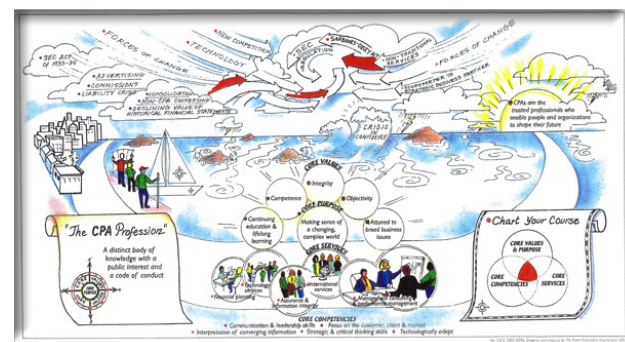 SEC ACT
OF 1933-34
FORCES OF CHANGE
TECHNOLOGY
NEW COMPETITION
SEC
REGULATION
SARBANES-OXLEY ACT
NON-TRADITIONAL
SERVICES
FORCES OF CHANGE
ADVERTISING
COMMISSIONS
LIABILITY CRISIS
CONSOLIDATION
NON-CPA OWNERSHIP
DECLINING VALUE OF
HISTORICAL FINANCIAL STATEMENTS
SCOREKEEPER TO
STRATEGIC BUSINESS PARTNER
CPAs are the
trusted professionals who
enable people and organizations
to shape their future
CRISIS
IN
CONFIDENCE
CORE VALUES
Integrity
Competence
Objectivity
CORE PURPOSE
Continuing
education &
lifelong
learning
Making sense of
a changing,
complex world
Attuned to
broad business
issues
CORE SERVICES
Technology
services
Financial planning
Assurance &
information integrity
International
services
Management consulting &
performance management
"The CPA Profession"
A distinct body of
knowledge with a
public interest and
a code of conduct
Chart Your Course
CORE VALUES
& PURPOSE
CORE
COMPETENCIES
CORE
SERVICES
CORE COMPETENCIES
Communication & leadership skills
Focus on the customer, client & market
Interpretation of converging information
Strategic & critical thinking skills
Technologically adept